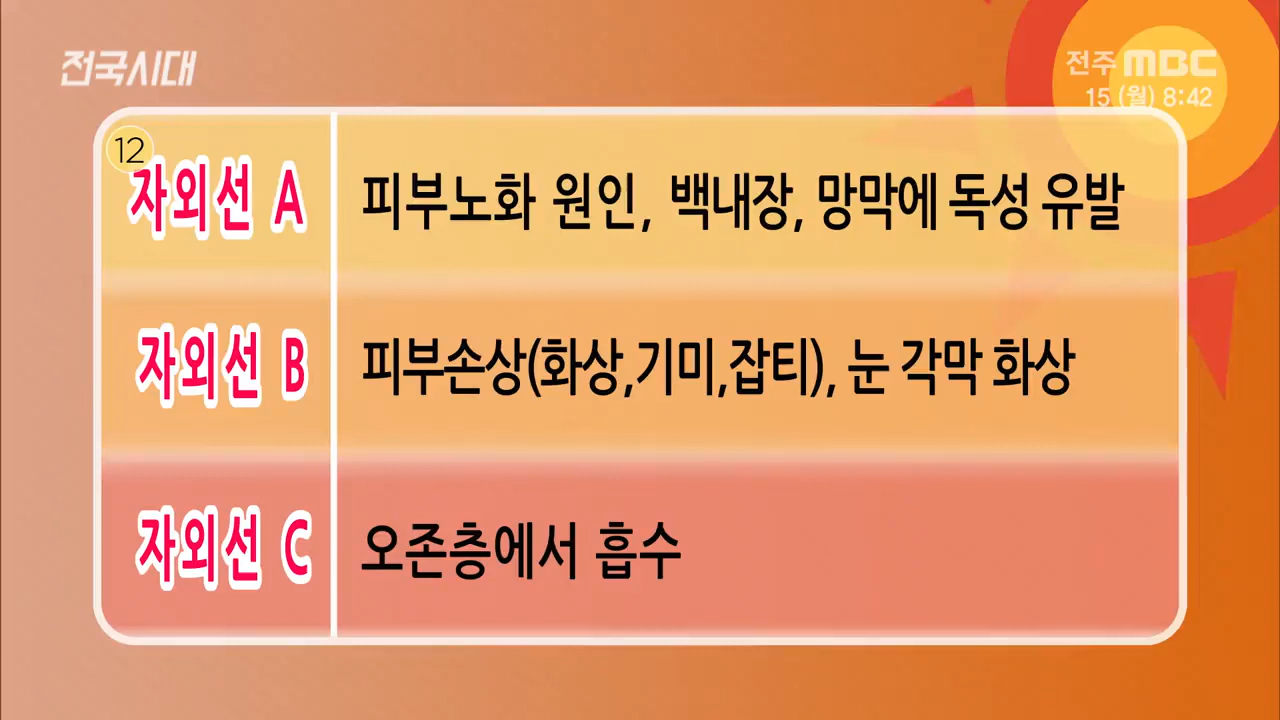 전국시대
전주 MBC
15 (월) 8:42
12
자외선 A
피부노화 원인, 백내장, 망막에 독성 유발
자외선 B
피부손상(화상,기미,잡티), 눈 각막 화상
자외선 C
오존층에서 흡수